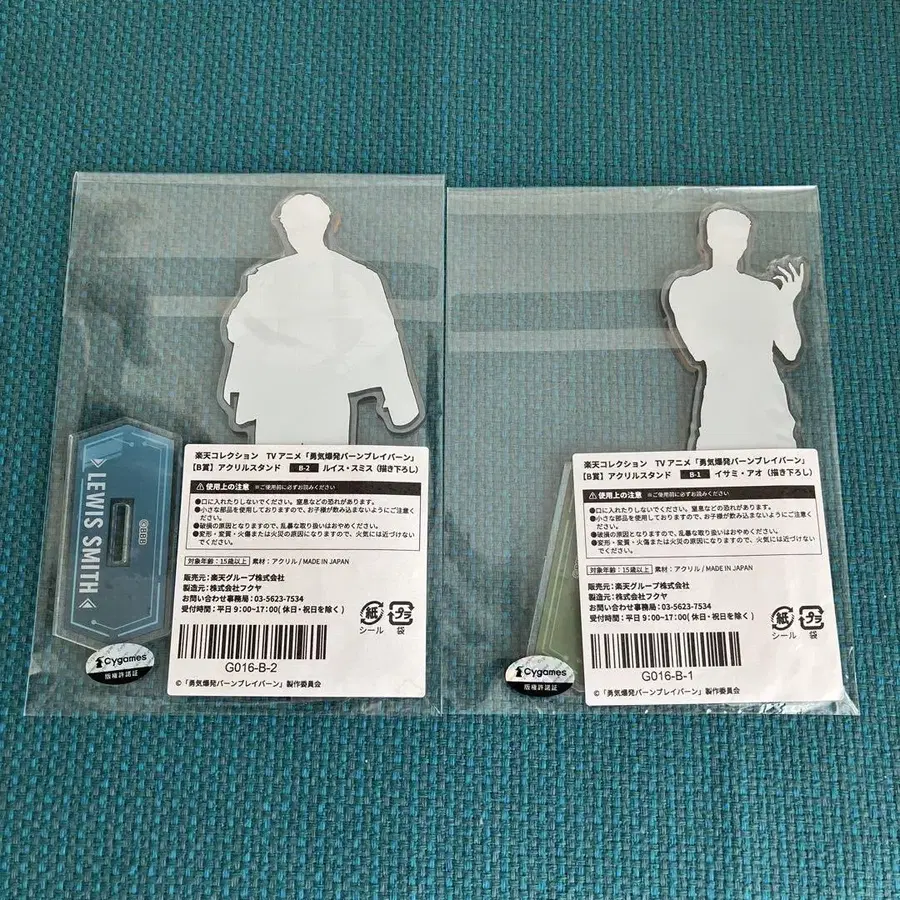 LEWIS SMITH
©BBB
Cygames
版権許諾証
楽天コレクション　TV アニメ「勇気爆発バーンブレイバーン」
【B賞】アクリルスタンド　B-2　ルイス・スミス（描き下ろし）
⚠使用上の注意　※ご使用前に必ずお読みください
●口に入れたりしないでください。窒息などの恐れがあります。
●小さな部品を使用しておりますので、お子様が飲み込まないようにご注意ください。
●破損の原因となりますので、乱暴な取り扱いはおやめください。
●変形・変質・火傷または火災の原因になりますので、火気には近づけないでください。
対象年齢：15歳以上　素材：アクリル / MADE IN JAPAN
販売元：楽天グループ株式会社
製造元：株式会社フクヤ
お問い合わせ事務局：03-5623-7534
受付時間：平日 9:00~17:00( 休日・祝日を除く )
紙
シール
プラ
袋
G016-B-2
©「勇気爆発バーンブレイバーン」製作委員会
楽天コレクション　TV アニメ「勇気爆発バーンブレイバーン」
【B賞】アクリルスタンド　B-1　イサミ・アオ（描き下ろし）
⚠使用上の注意　※ご使用前に必ずお読みください
●口に入れたりしないでください。窒息などの恐れがあります。
●小さな部品を使用しておりますので、お子様が飲み込まないようにご注意ください。
●破損の原因となりますので、乱暴な取り扱いはおやめください。
●変形・変質・火傷または火災の原因になりますので、火気には近づけないでください。
対象年齢：15歳以上　素材：アクリル / MADE IN JAPAN
販売元：楽天グループ株式会社
製造元：株式会社フクヤ
お問い合わせ事務局：03-5623-7534
受付時間：平日 9:00~17:00( 休日・祝日を除く )
紙
シール
プラ
袋
G016-B-1
©「勇気爆発バーンブレイバーン」製作委員会
Cygames
版権許諾証